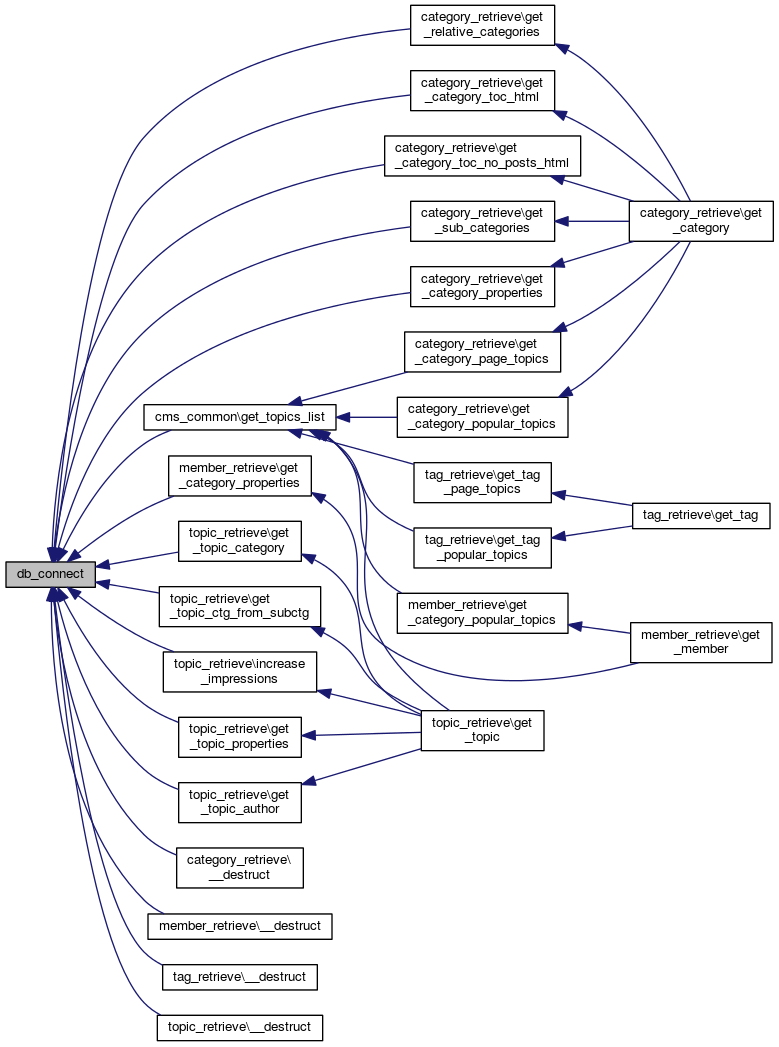 category_retrieve\get
_relative_categories
category_retrieve\get
_category_toc_html
category_retrieve\get
_category_toc_no_posts_html
category_retrieve\get
_category
category_retrieve\get
_sub_categories
category_retrieve\get
_category_properties
category_retrieve\get
_category_page_topics
cms_common\get_topics_list
category_retrieve\get
_category_popular_topics
member_retrieve\get
_category_properties
tag_retrieve\get_tag
_page_topics
tag_retrieve\get_tag
topic_retrieve\get
_topic_category
tag_retrieve\get_tag
_popular_topics
db_connect
topic_retrieve\get
_topic_ctg_from_subctg
member_retrieve\get
_category_popular_topics
member_retrieve\get
_member
topic_retrieve\increase
_impressions
topic_retrieve\get
_topic_properties
topic_retrieve\get
_topic
topic_retrieve\get
_topic_author
category_retrieve\
__destruct
member_retrieve\__destruct
tag_retrieve\__destruct
topic_retrieve\__destruct